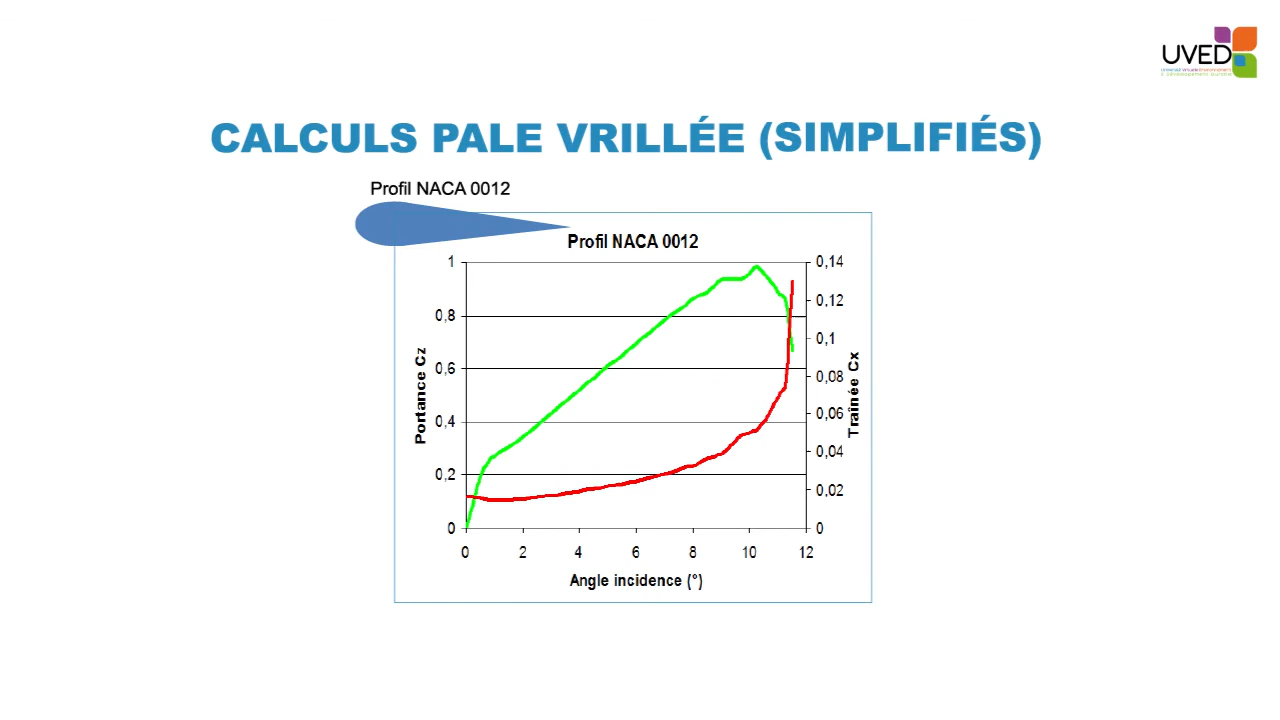 UVED
CALCULS PALE VRILLÉE (SIMPLIFIÉS)
Profil NACA 0012
Profil NACA 0012
1
0,8
0,6
0,4
0,2
0
Portance Cz
0,14
0,12
0,1
0,08
0,06
0,04
0,02
0
Traînée Cx
0 2 4 6 8 10 12
Angle incidence (°)